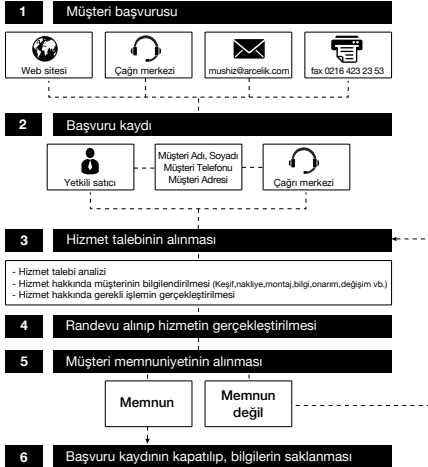 1 Müşteri başvurusu
Web sitesi
Çağrı merkezi
mushiz@arcelik.com
fax 0216 423 23 53
2 Başvuru kaydı
Yetkili satıcı
Müşteri Adı, Soyadı
Müşteri Telefonu
Müşteri Adresi
Çağrı merkezi
3 Hizmet talebinin alınması
- Hizmet talebi analizi
- Hizmet hakkında müşterinin bilgilendirilmesi (Keşif,nakliye,montaj,bilgi,onarım,değişim vb.)
- Hizmet hakkında gerekli işlemin gerçekleştirilmesi
4 Randevu alınıp hizmetin gerçekleştirilmesi
5 Müşteri memnuniyetinin alınması
Memnun
Memnun
değil
6 Başvuru kaydının kapatılıp, bilgilerin saklanması